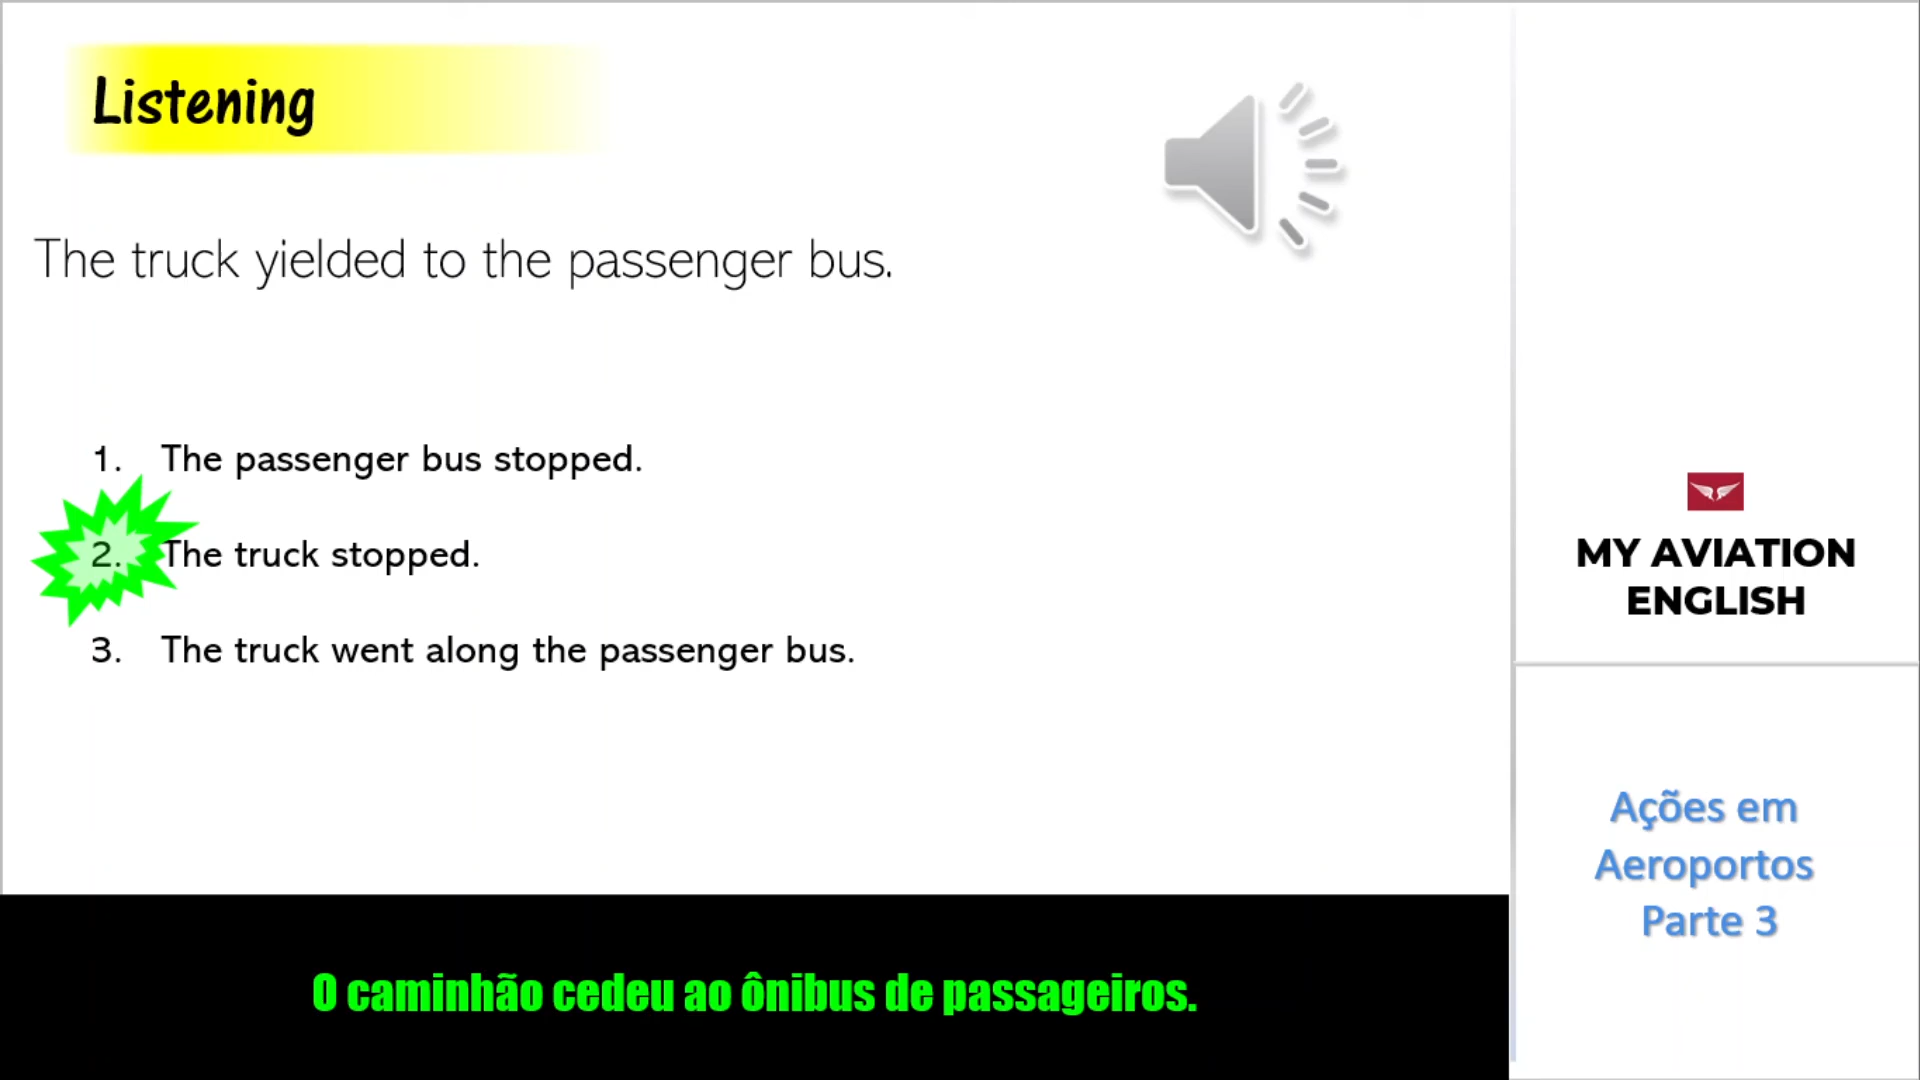 Listening
The truck yielded to the passenger bus.
1. The passenger bus stopped.
2. The truck stopped.
3. The truck went along the passenger bus.
O caminhão cedeu ao ônibus de passageiros.
MY AVIATION
ENGLISH
Ações em
Aeroportos
Parte 3